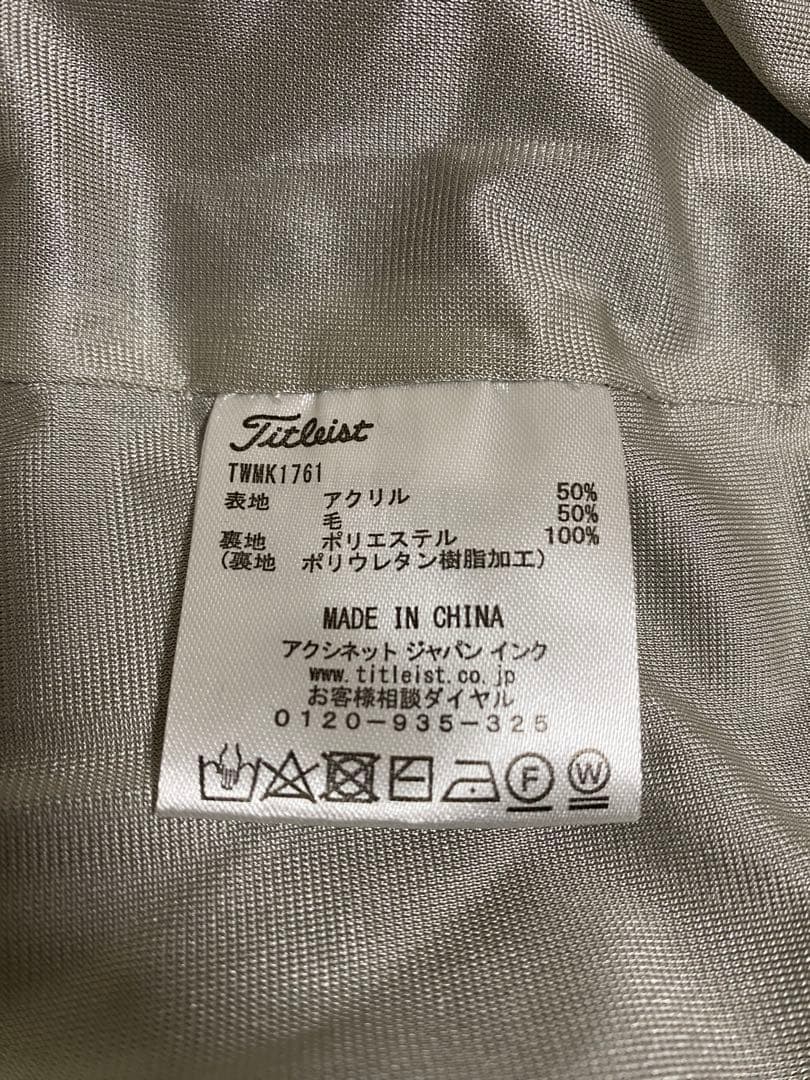 Titleist
TWMK1761
表地 アクリル 50%
毛 50%
裏地 ポリエステル 100%
(裏地 ポリウレタン樹脂加工)
MADE IN CHINA
アクシネット ジャパン インク
www.titleist.co.jp
お客様相談ダイヤル
0120-935-325
F W